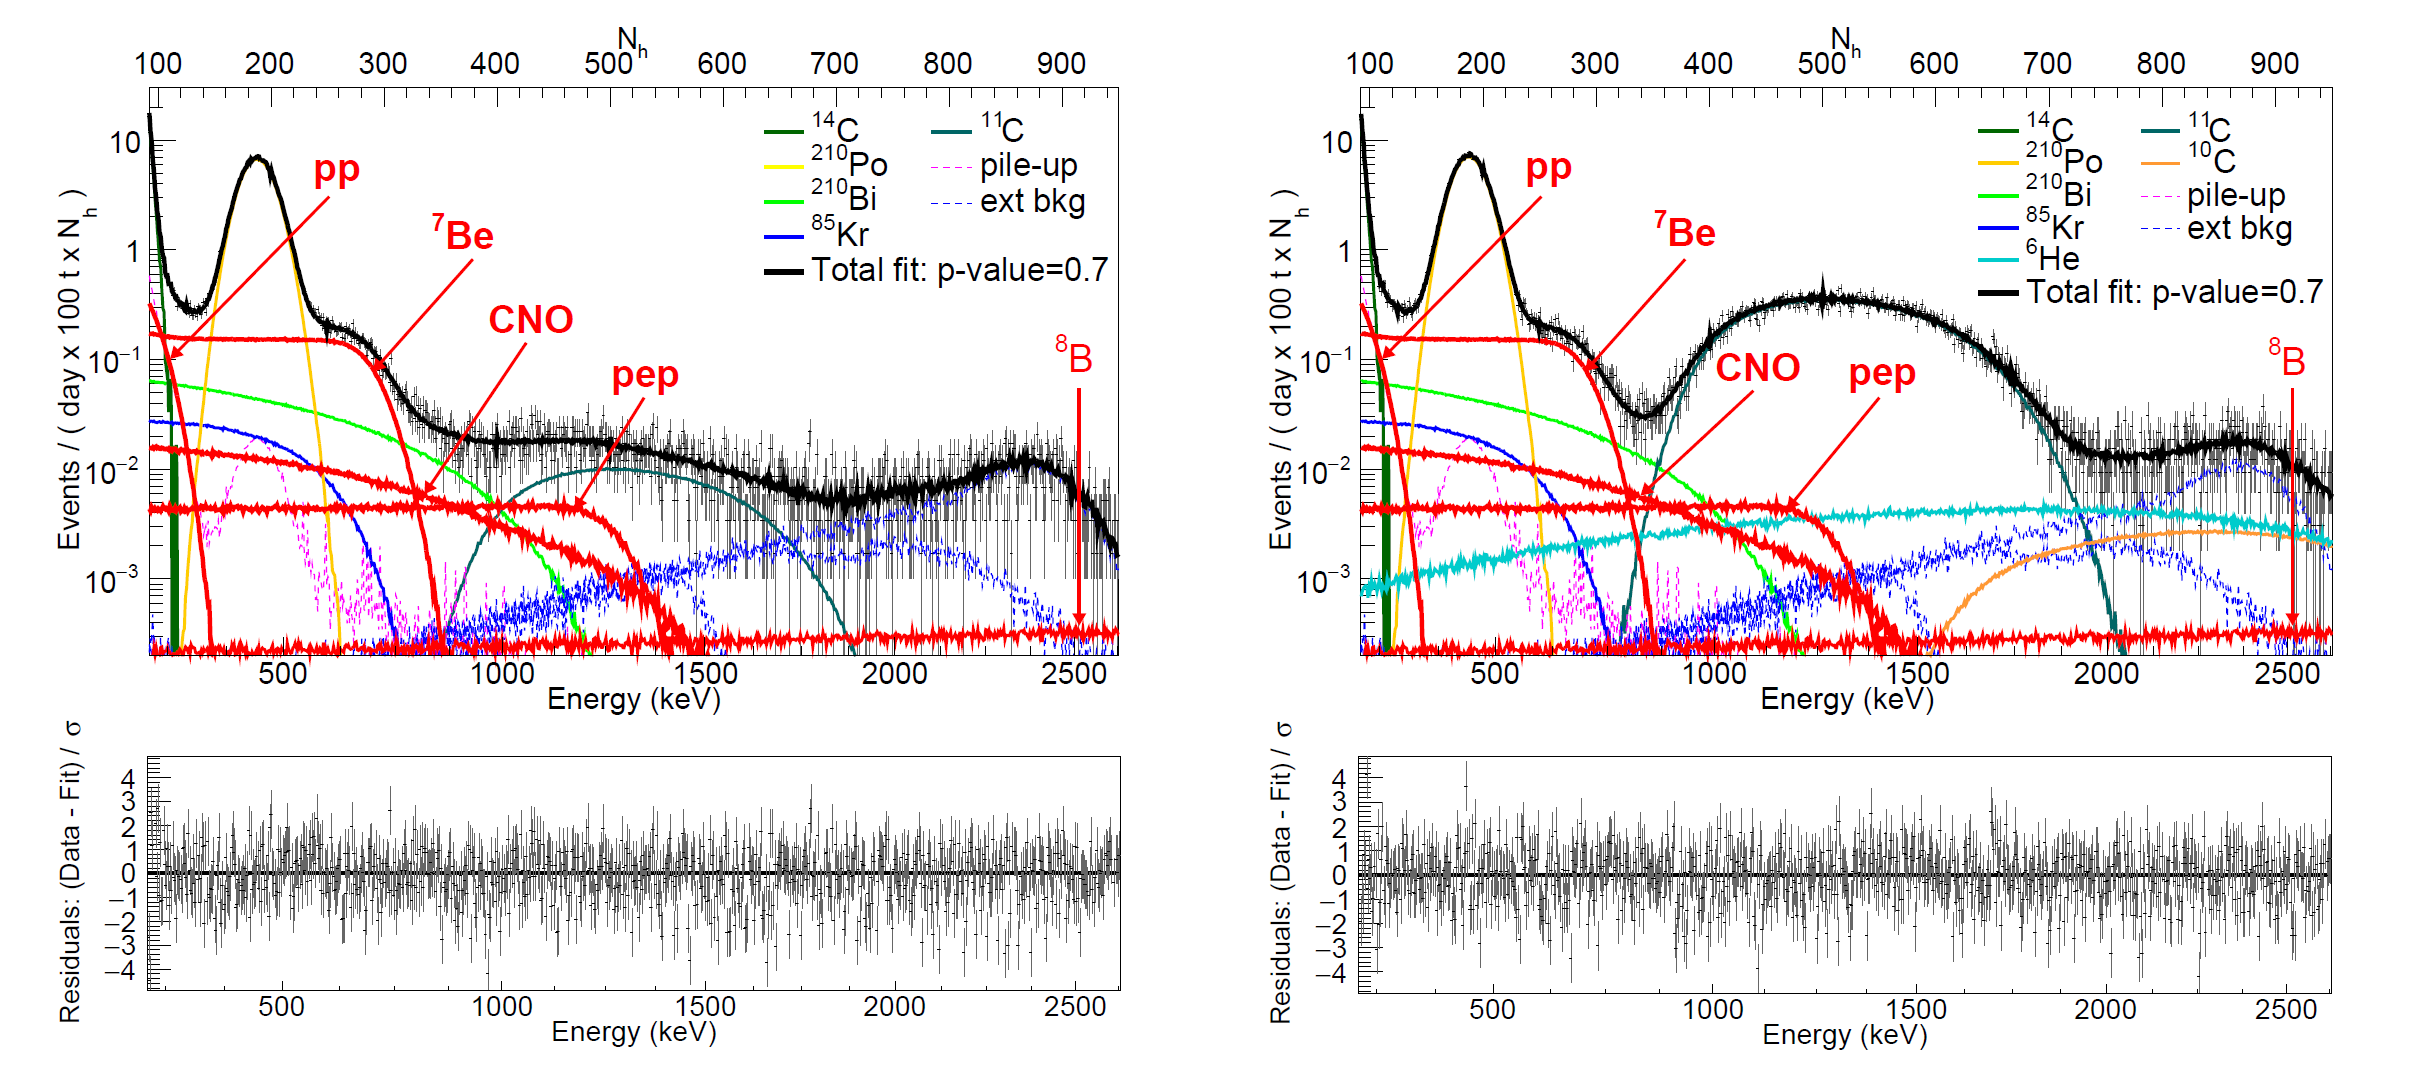 N_h
100 200 300 400 500 600 700 800 900
Events / ( day x 100 t x N_h )
10
1
10^−1
10^−2
10^−3
^14C
^210Po
^210Bi
^85Kr
^11C
pile-up
ext bkg
Total fit: p-value=0.7
pp
^7Be
CNO
pep
^8B
500 1000 1500 2000 2500
Energy (keV)
Residuals: (Data - Fit) / σ
4
3
2
1
0
−1
−2
−3
−4
500 1000 1500 2000 2500
Energy (keV)
N_h
100 200 300 400 500 600 700 800 900
Events / ( day x 100 t x N_h )
10
1
10^−1
10^−2
10^−3
^14C
^210Po
^210Bi
^85Kr
^6He
^11C
^10C
pile-up
ext bkg
Total fit: p-value=0.7
pp
^7Be
CNO
pep
^8B
500 1000 1500 2000 2500
Energy (keV)
Residuals: (Data - Fit) / σ
4
3
2
1
0
−1
−2
−3
−4
500 1000 1500 2000 2500
Energy (keV)